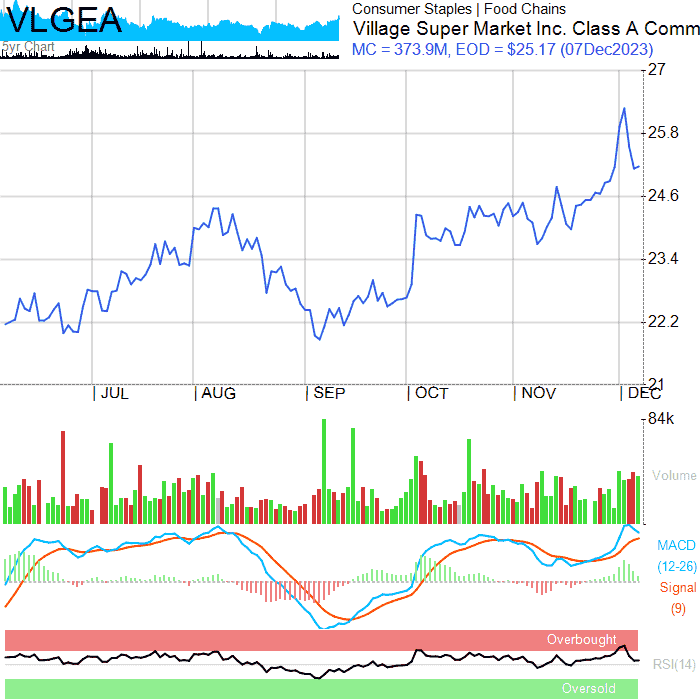 VLGEA
5yr Chart
Consumer Staples | Food Chains
Village Super Market Inc. Class A Comm
MC = 373.9M, EOD = $25.17 (07Dec2023)
27
25.8
24.6
23.4
22.2
21
JUL AUG SEP OCT NOV DEC
84k
Volume
MACD
(12-26)
Signal
(9)
Overbought
RSI(14)
Oversold